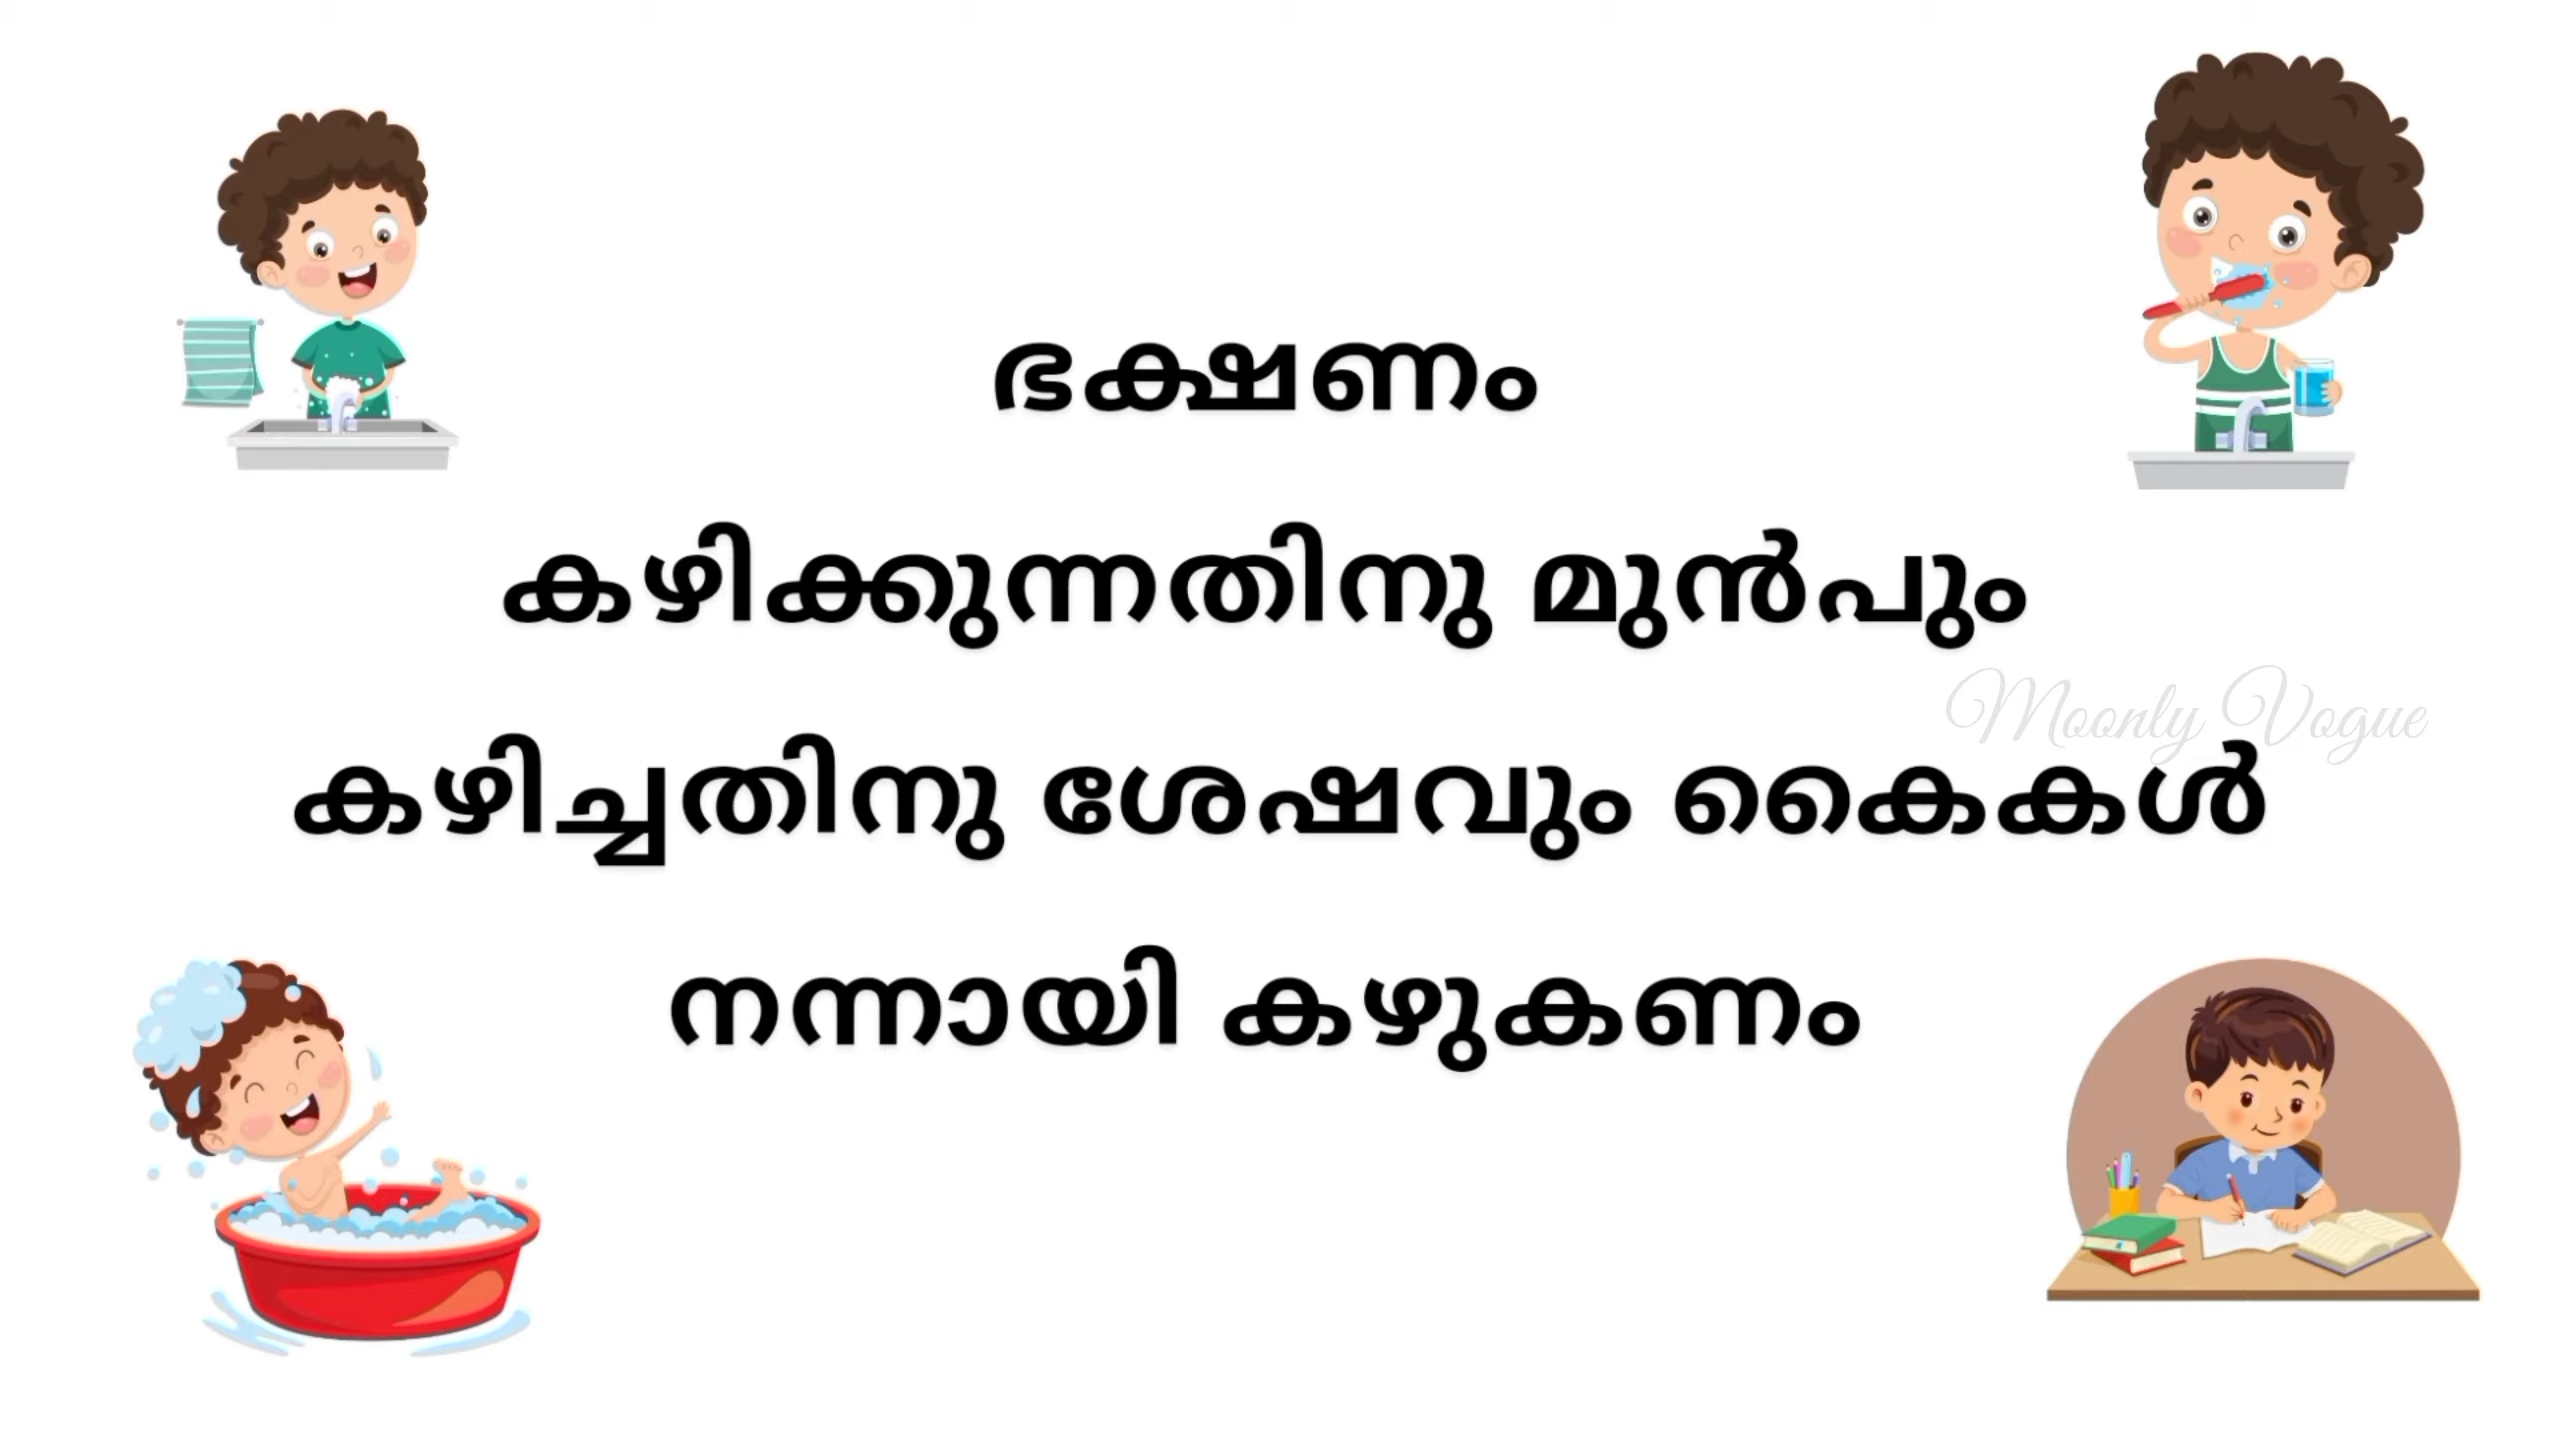 ഭക്ഷണം
കഴിക്കുന്നതിനു മുൻപും
Moonly Vogue
കഴിച്ചതിനു ശേഷവും കൈകൾ
നന്നായി കഴുകണം